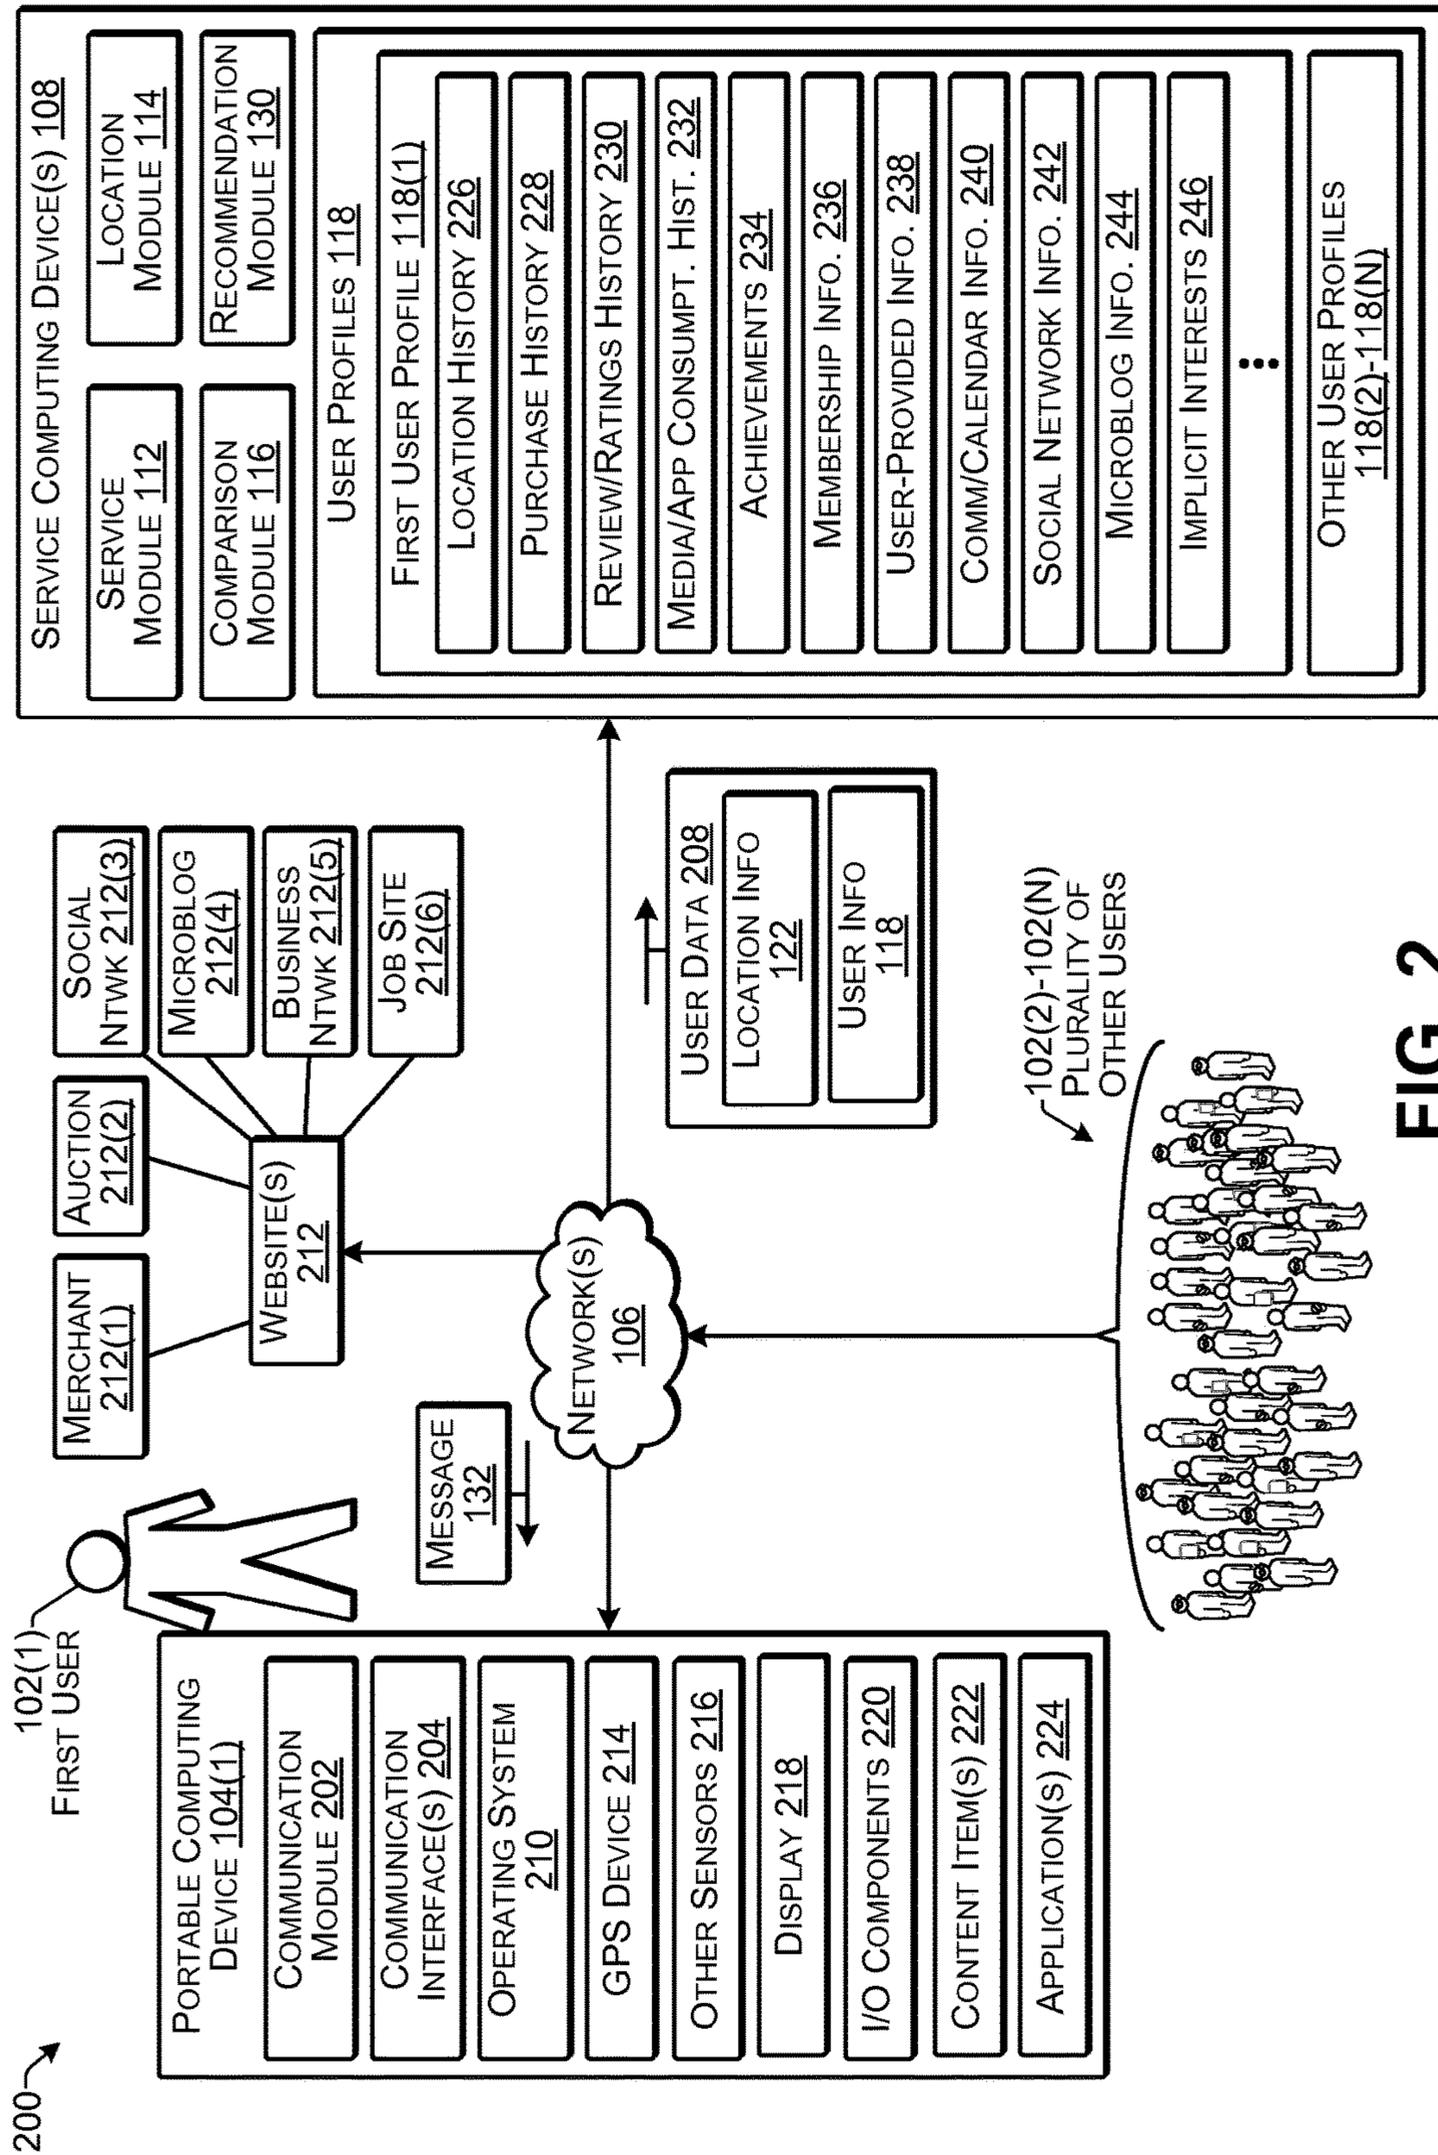 200
102(1)
FIRST USER
PORTABLE COMPUTING
DEVICE 104(1)
COMMUNICATION
MODULE 202
COMMUNICATION
INTERFACE(S) 204
OPERATING SYSTEM
210
GPS DEVICE 214
OTHER SENSORS 216
DISPLAY 218
I/O COMPONENTS 220
CONTENT ITEM(S) 222
APPLICATION(S) 224
MERCHANT
212(1)
AUCTION
212(2)
SOCIAL
NTWK 212(3)
MICROBLOG
212(4)
BUSINESS
NTWK 212(5)
JOB SITE
212(6)
WEBSITE(S)
212
MESSAGE
132
NETWORK(S)
106
USER DATA 208
LOCATION INFO
122
USER INFO
118
102(2)-102(N)
PLURALITY OF
OTHER USERS
SERVICE COMPUTING DEVICE(S) 108
SERVICE
MODULE 112
LOCATION
MODULE 114
COMPARISON
MODULE 116
RECOMMENDATION
MODULE 130
USER PROFILES 118
FIRST USER PROFILE 118(1)
LOCATION HISTORY 226
PURCHASE HISTORY 228
REVIEW/RATINGS HISTORY 230
MEDIA/APP CONSUMPT. HIST. 232
ACHIEVEMENTS 234
MEMBERSHIP INFO. 236
USER-PROVIDED INFO. 238
COMM/CALENDAR INFO. 240
SOCIAL NETWORK INFO. 242
MICROBLOG INFO. 244
IMPLICIT INTERESTS 246
OTHER USER PROFILES
118(2)-118(N)
FIG. 2